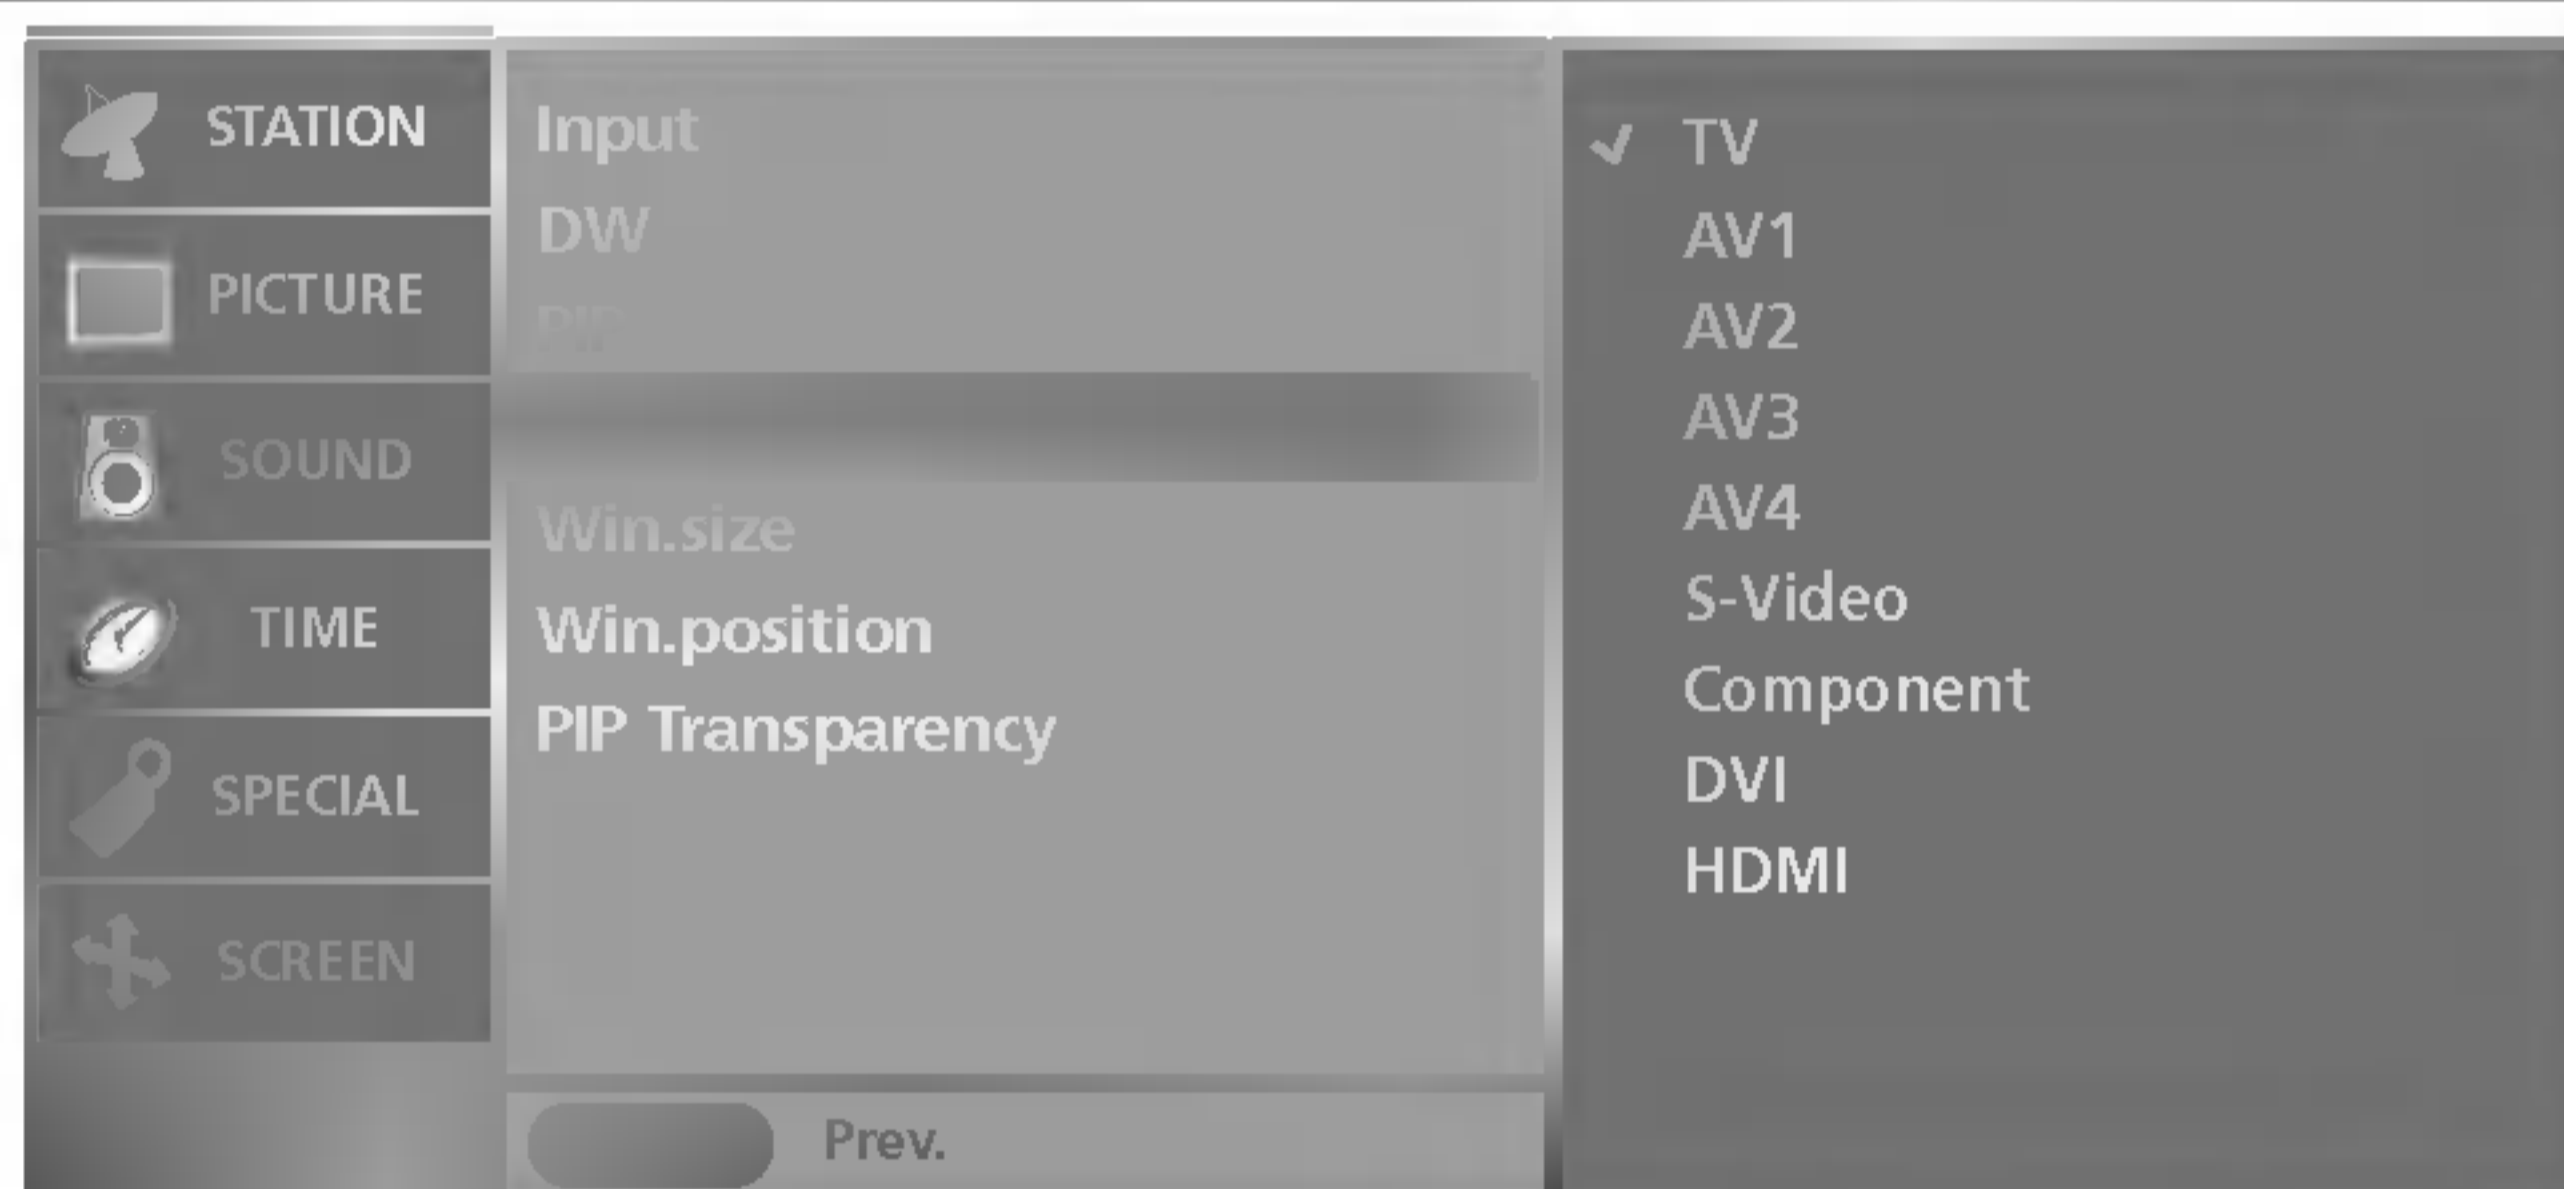 STATION
PICTURE
SOUND
TIME
SPECIAL
SCREEN
Input
DW
PIP
Win.size
Win.position
PIP Transparency
Prev.
TV
AV1
AV2
AV3
AV4
S-Video
Component
DVI
HDMI